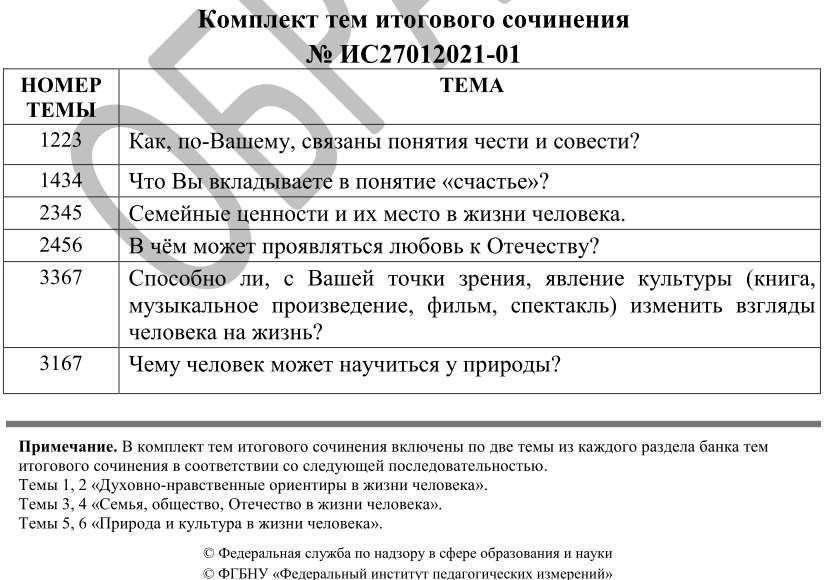 Комплект тем итогового сочинения
№ ИС27012021-01
НОМЕР ТЕМЫ ТЕМА
1223 Как, по-Вашему, связаны понятия чести и совести?
1434 Что Вы вкладываете в понятие «счастье»?
2345 Семейные ценности и их место в жизни человека.
2456 В чём может проявляться любовь к Отечеству?
3367 Способно ли, с Вашей точки зрения, явление культуры (книга,
музыкальное произведение, фильм, спектакль) изменить взгляды
человека на жизнь?
3167 Чему человек может научиться у природы?
Примечание. В комплект тем итогового сочинения включены по две темы из каждого раздела банка тем
итогового сочинения в соответствии со следующей последовательностью.
Темы 1, 2 «Духовно-нравственные ориентиры в жизни человека».
Темы 3, 4 «Семья, общество, Отечество в жизни человека».
Темы 5, 6 «Природа и культура в жизни человека».
© Федеральная служба по надзору в сфере образования и науки
© ФГБНУ «Федеральный институт педагогических измерений»